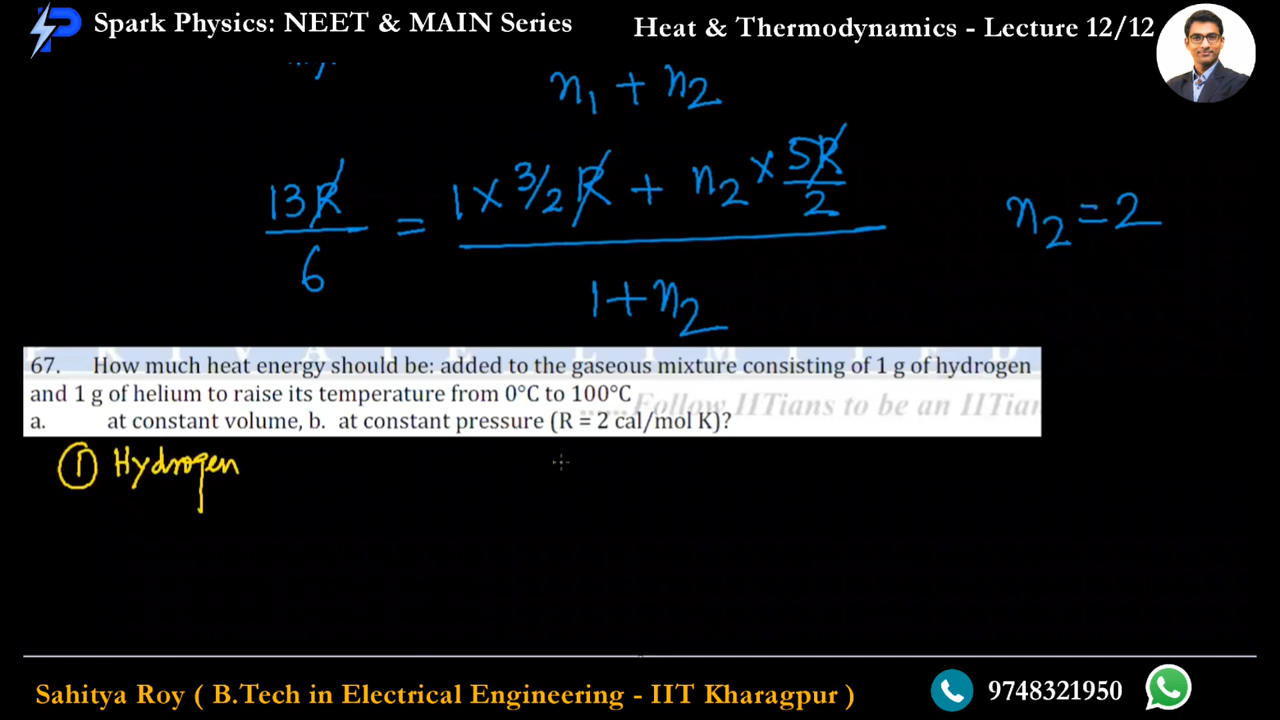 Spark Physics: NEET & MAIN Series
Heat & Thermodynamics - Lecture 12/12
n₁ + n₂
13R/6 = (1 × 3/2 R + n₂ × 5R/2)/(1 + n₂)
n₂ = 2
67. How much heat energy should be: added to the gaseous mixture consisting of 1 g of hydrogen
and 1 g of helium to raise its temperature from 0°C to 100°C
......Follow IITians to be an IITian
a. at constant volume, b. at constant pressure (R = 2 cal/mol K)?
① Hydrogen
Sahitya Roy ( B.Tech in Electrical Engineering - IIT Kharagpur )
9748321950